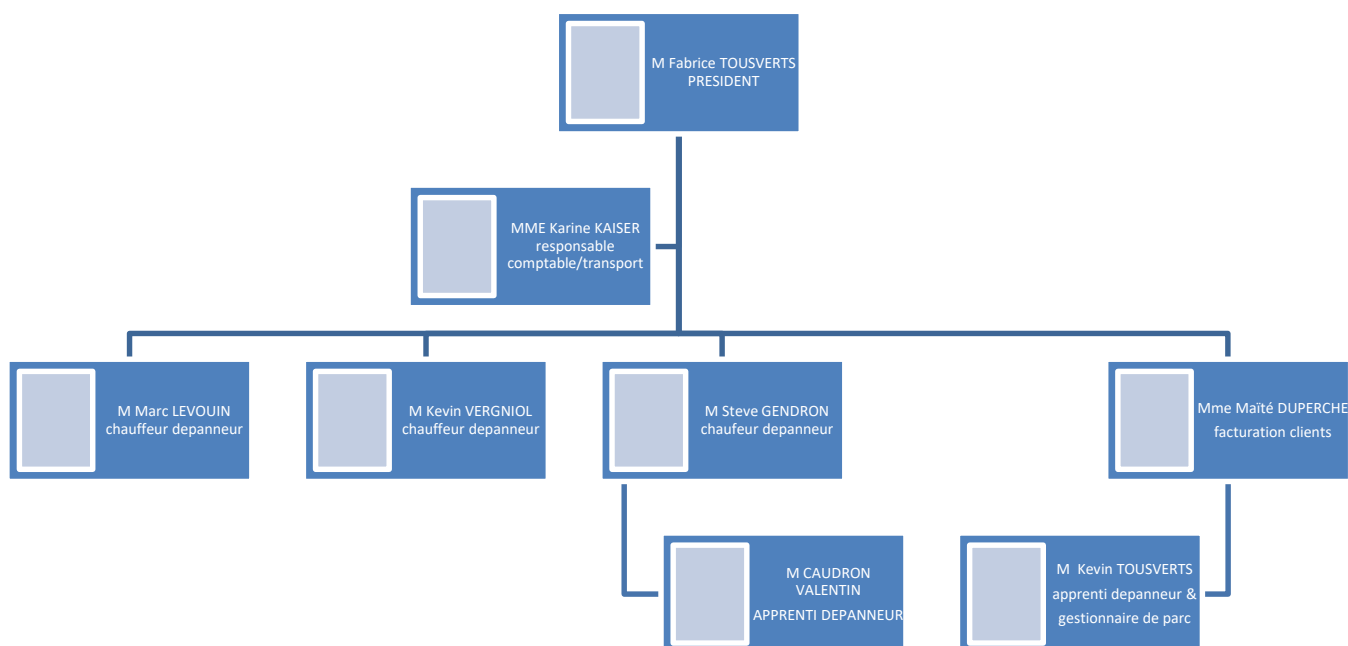 M Fabrice TOUSVERTS
PRESIDENT
MME Karine KAISER
responsable
comptable/transport
M Marc LEVOUIN
chauffeur depanneur
M Kevin VERGNIOL
chauffeur depanneur
M Steve GENDRON
chaufeur depanneur
Mme Maïté DUPERCHE
facturation clients
M CAUDRON
VALENTIN
APPRENTI DEPANNEUR
M Kevin TOUSVERTS
apprenti depanneur &
gestionnaire de parc